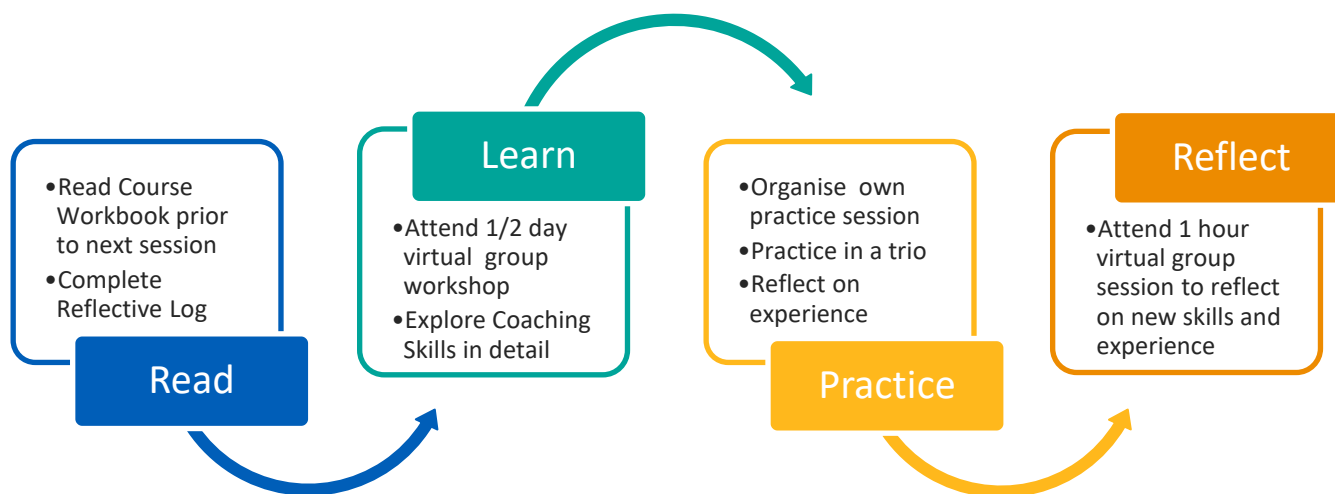 •Read Course
Workbook prior
to next session
•Complete
Reflective Log
Read
Learn
•Attend 1/2 day
virtual group
workshop
•Explore Coaching
Skills in detail
•Organise own
practice session
•Practice in a trio
•Reflect on
experience
Practice
Reflect
•Attend 1 hour
virtual group
session to reflect
on new skills and
experience